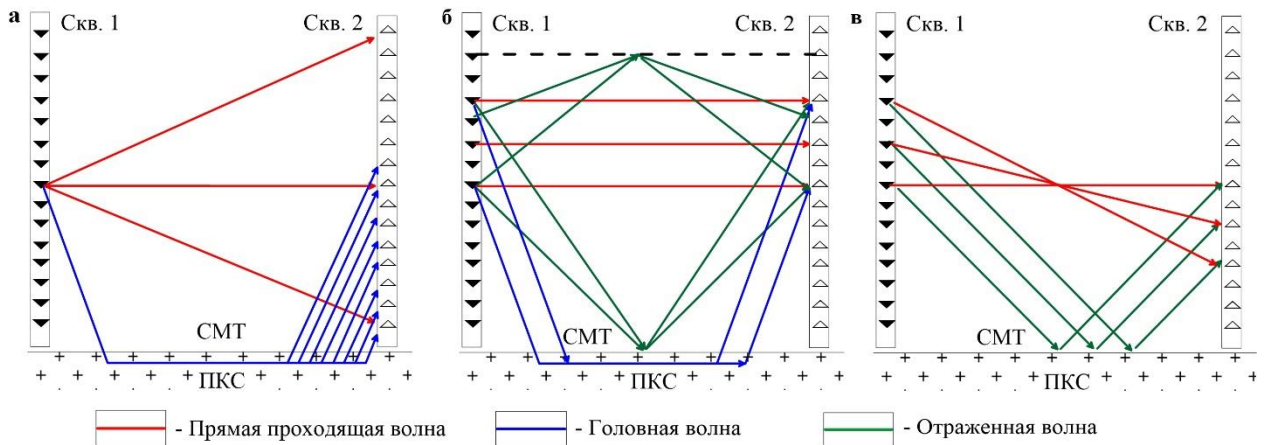 а Скв. 1 Скв. 2 б Скв. 1 Скв. 2 в Скв. 1 Скв. 2
СМТ СМТ СМТ
ПКС ПКС ПКС
- Прямая проходящая волна - Головная волна - Отраженная волна